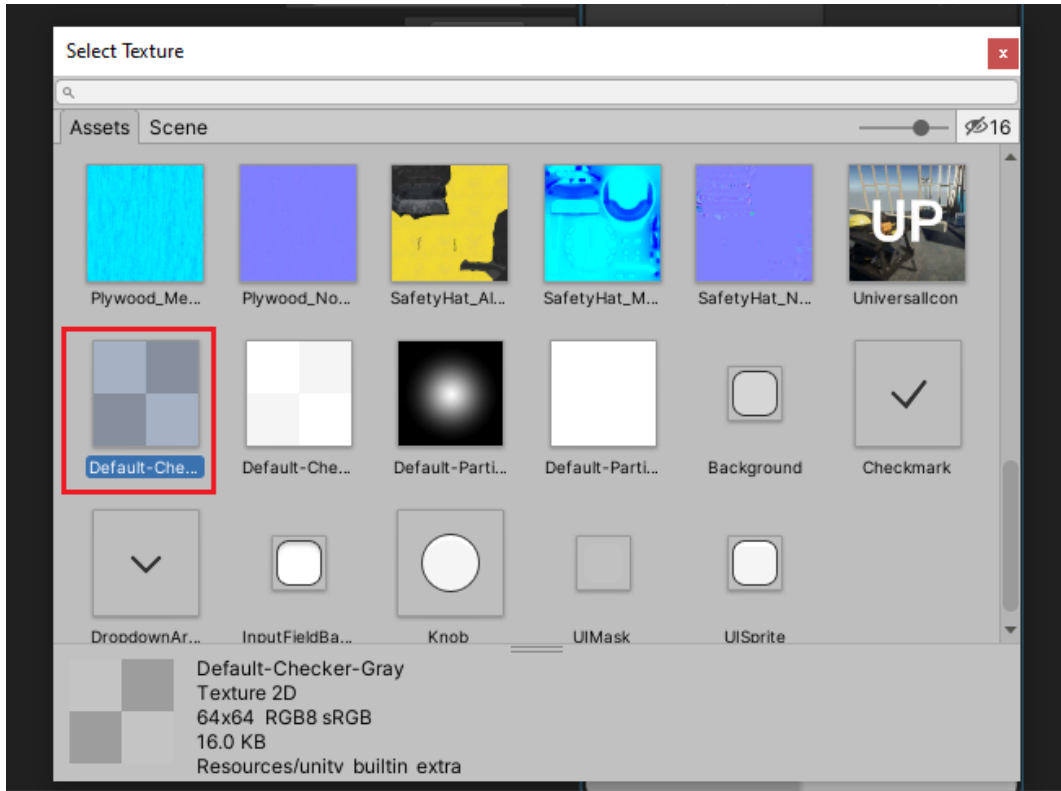 Select Texture
x
Assets Scene
16
UP
Plywood_Me... Plywood_No... SafetyHat_Al... SafetyHat_M... SafetyHat_N... UniversalIcon
Default-Che... Default-Che... Default-Parti... Default-Parti... Background Checkmark
DropdownAr... InputFieldBa... Knob UIMask UISprite
Default-Checker-Gray
Texture 2D
64x64 RGB8 sRGB
16.0 KB
Resources/unity_builtin_extra